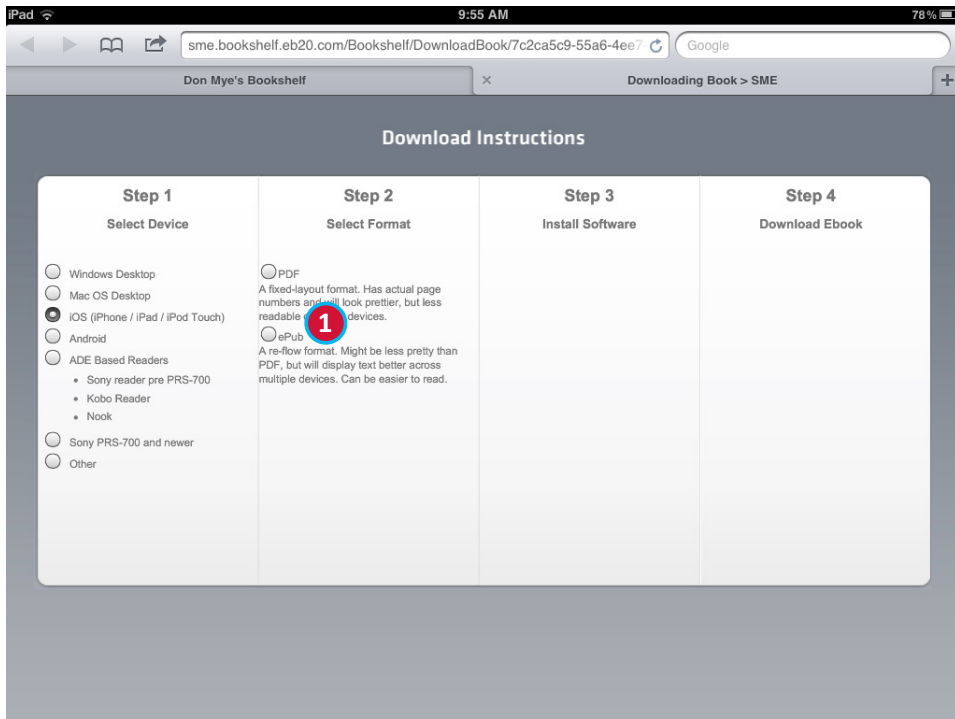 iPad
9:55 AM
78%
sme.bookshelf.eb20.com/Bookshelf/DownloadBook/7c2ca5c9-55a6-4ee7
Google
Don Mye's Bookshelf
Downloading Book > SME
Download Instructions
Step 1
Select Device
Windows Desktop
Mac OS Desktop
iOS (iPhone / iPad / iPod Touch)
Android
ADE Based Readers
• Sony reader pre PRS-700
• Kobo Reader
• Nook
Sony PRS-700 and newer
Other
Step 2
Select Format
PDF
A fixed-layout format. Has actual page
numbers and will look prettier, but less
readable devices.
1
ePub
A re-flow format. Might be less pretty than
PDF, but will display text better across
multiple devices. Can be easier to read.
Step 3
Install Software
Step 4
Download Ebook